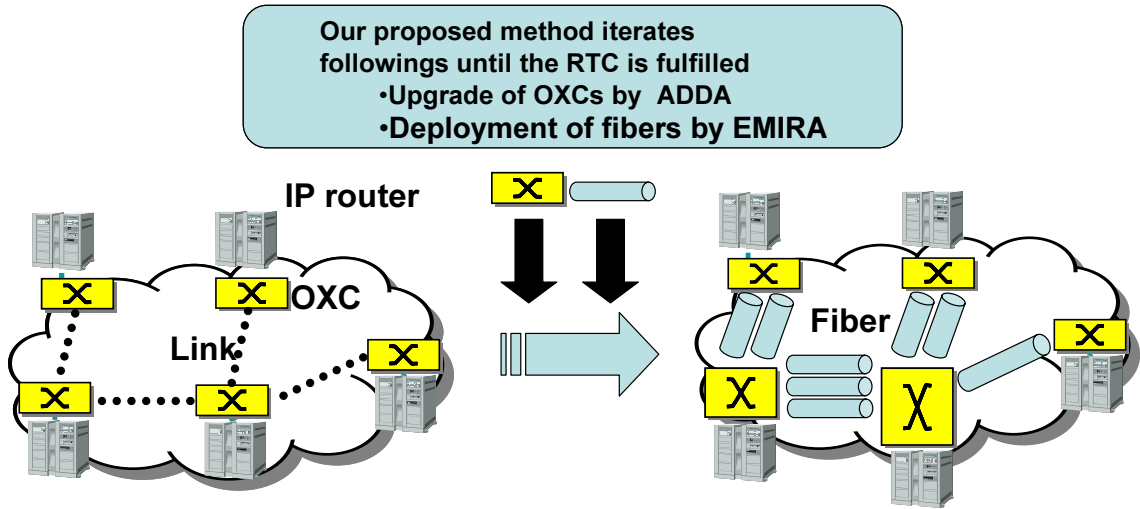 Our proposed method iterates
followings until the RTC is fulfilled
•Upgrade of OXCs by ADDA
•Deployment of fibers by EMIRA
IP router
OXC
Link
Fiber